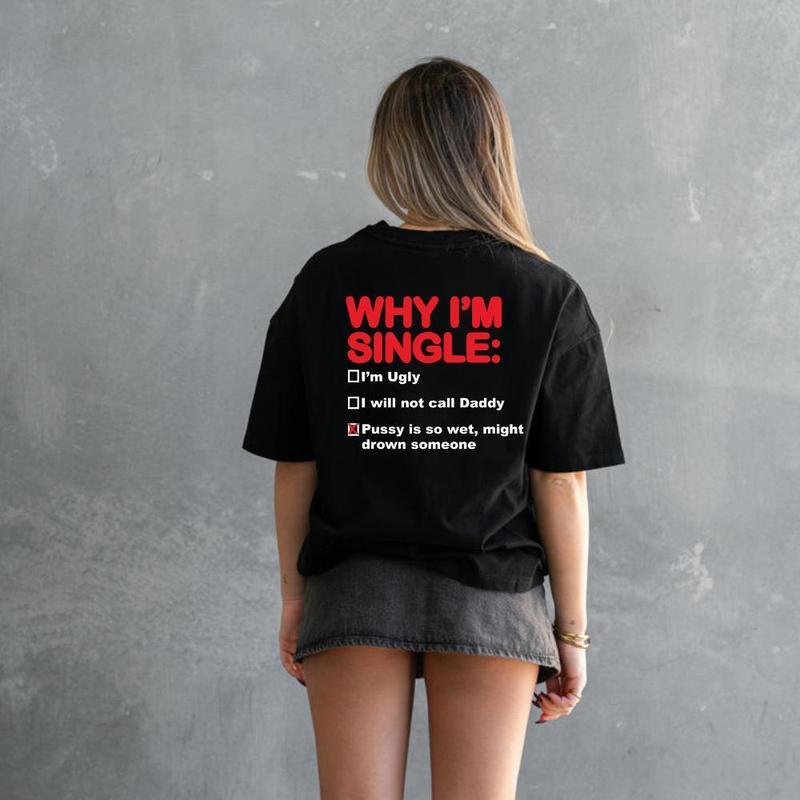 WHY I'M
SINGLE:
I'm Ugly
I will not call Daddy
Pussy is so wet, might
drown someone